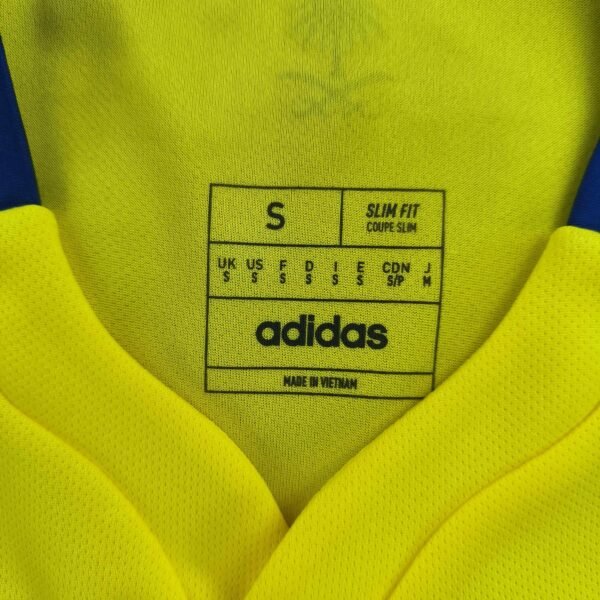 S
SLIM FIT
COUPE SLIM
UK US F D I E CDN J
S S S S S S S/P M
adidas
MADE IN VIETNAM